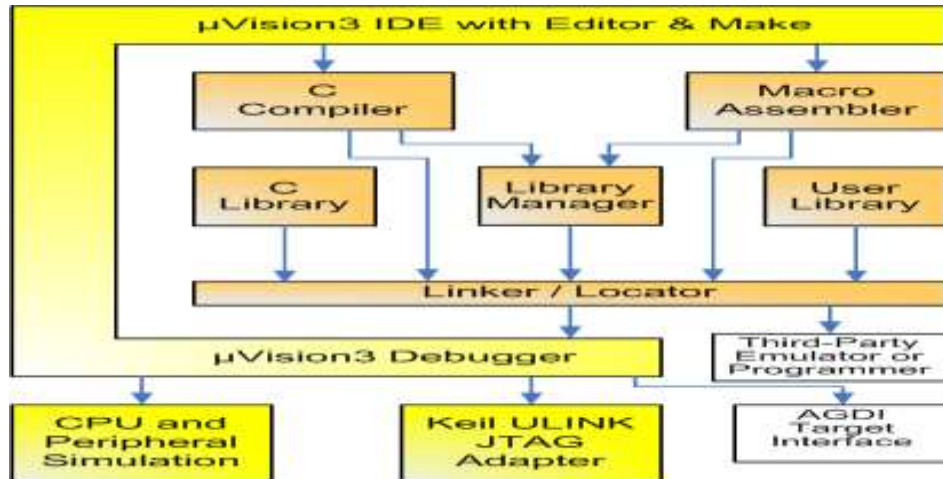 µVision3 IDE with Editor & Make
C
Compiler
Macro
Assembler
C
Library
Library
Manager
User
Library
Linker / Locator
µVision3 Debugger
Third-Party
Emulator or
Programmer
CPU and
Peripheral
Simulation
Keil ULINK
JTAG
Adapter
AGDI
Target
Interface